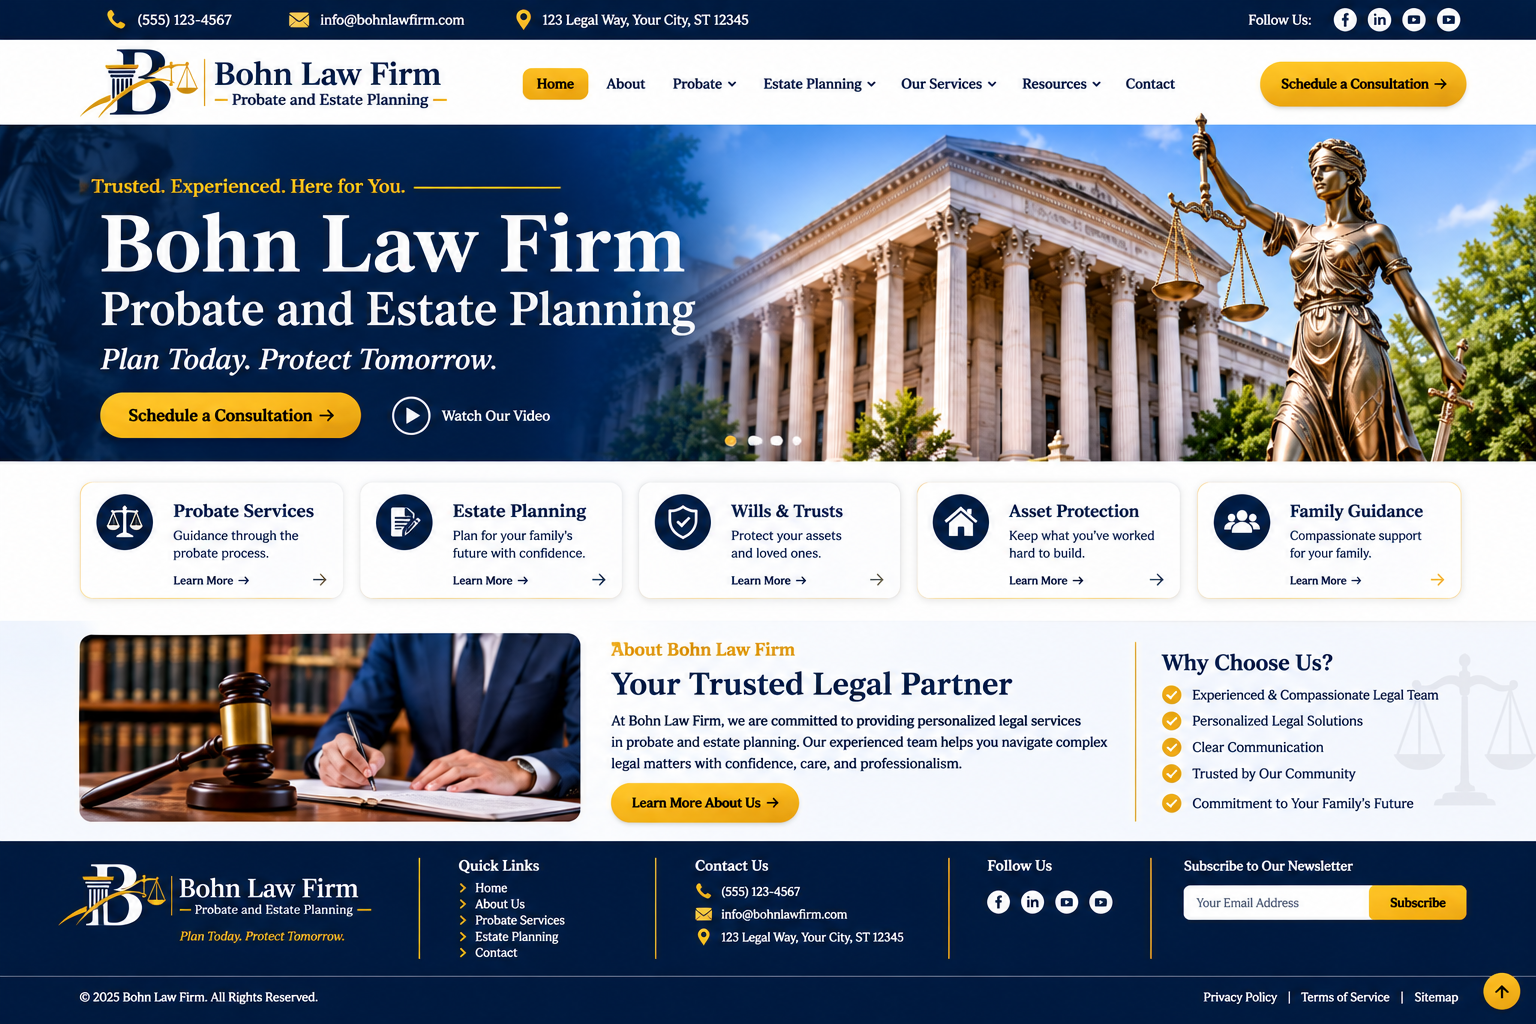 (555) 123-4567
info@bohnlawfirm.com
123 Legal Way, Your City, ST 12345
Follow Us:
B
Bohn Law Firm
Probate and Estate Planning
Home
About
Probate
Estate Planning
Our Services
Resources
Contact
Schedule a Consultation →
Trusted. Experienced. Here for You.
Bohn Law Firm
Probate and Estate Planning
Plan Today. Protect Tomorrow.
Schedule a Consultation →
Watch Our Video
Probate Services
Guidance through the
probate process.
Learn More →
Estate Planning
Plan for your family's
future with confidence.
Learn More →
Wills & Trusts
Protect your assets
and loved ones.
Learn More →
Asset Protection
Keep what you've worked
hard to build.
Learn More →
Family Guidance
Compassionate support
for your family.
Learn More →
About Bohn Law Firm
Your Trusted Legal Partner
At Bohn Law Firm, we are committed to providing personalized legal services
in probate and estate planning. Our experienced team helps you navigate complex
legal matters with confidence, care, and professionalism.
Learn More About Us →
Why Choose Us?
Experienced & Compassionate Legal Team
Personalized Legal Solutions
Clear Communication
Trusted by Our Community
Commitment to Your Family's Future
B
Bohn Law Firm
Probate and Estate Planning
Plan Today. Protect Tomorrow.
Quick Links
Home
About Us
Probate Services
Estate Planning
Contact
Contact Us
(555) 123-4567
info@bohnlawfirm.com
123 Legal Way, Your City, ST 12345
Follow Us
Subscribe to Our Newsletter
Your Email Address
Subscribe
© 2025 Bohn Law Firm. All Rights Reserved.
Privacy Policy | Terms of Service | Sitemap